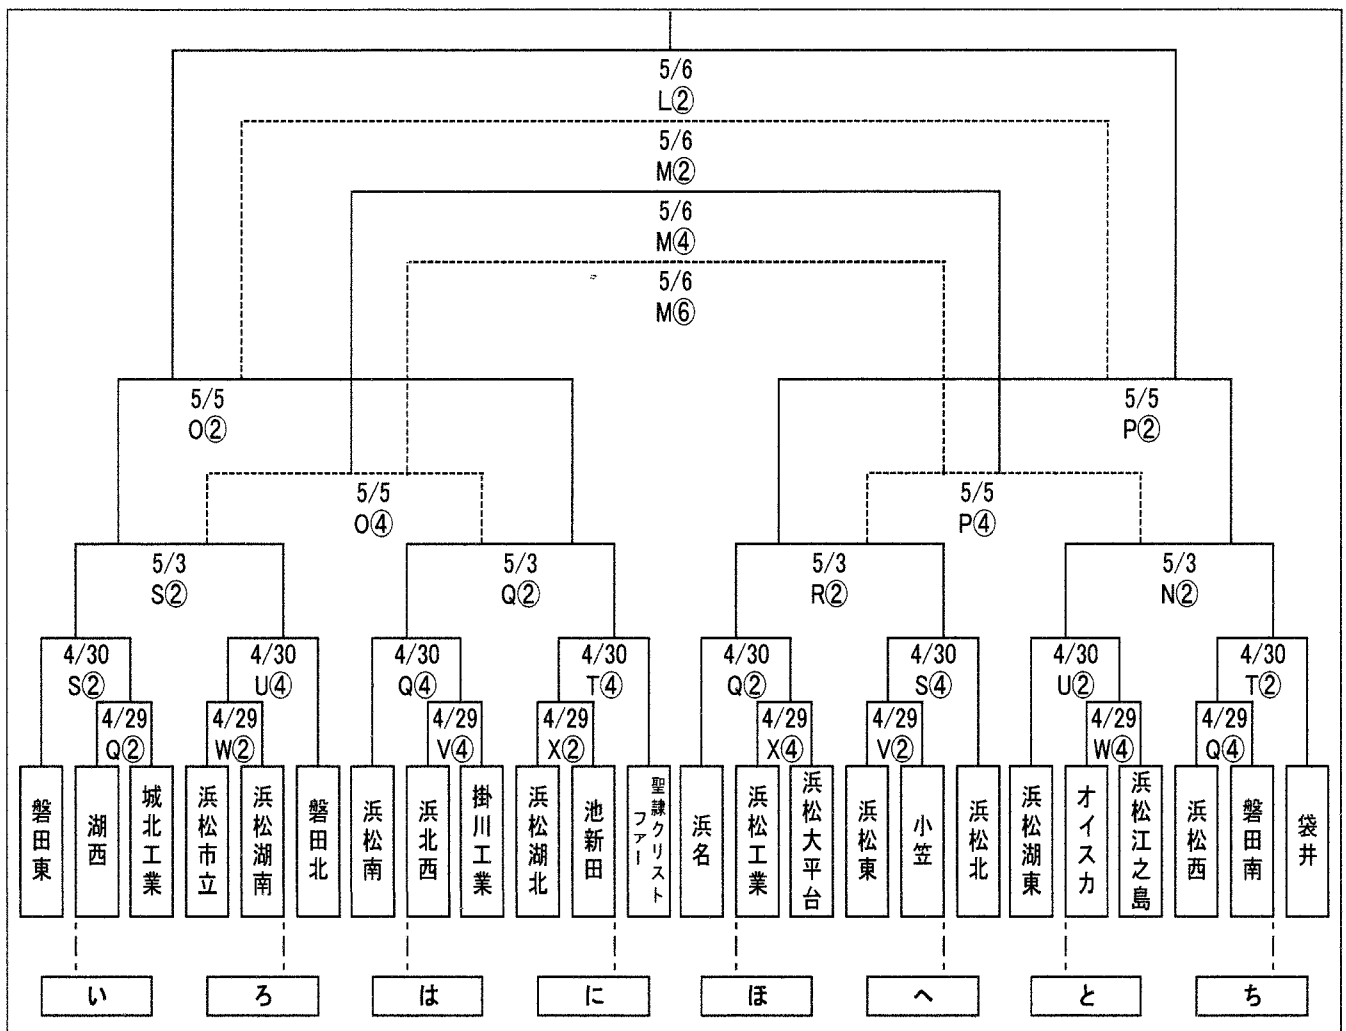 5/6
L②
5/6
M②
5/6
M④
5/6
M⑥
5/5
O②
5/5
P②
5/5
O④
5/5
P④
5/3
S②
5/3
Q②
5/3
R②
5/3
N②
4/30
S②
4/30
U④
4/30
Q④
4/30
T④
4/30
Q②
4/30
S④
4/30
U②
4/30
T②
4/29
Q②
4/29
W②
4/29
V④
4/29
X②
4/29
X④
4/29
V②
4/29
W④
4/29
Q④
磐田東
湖西
城北工業
浜松市立
浜松湖南
磐田北
浜松南
浜北西
掛川工業
浜松湖北
池新田
聖隷クリスト
ファー
浜名
浜松工業
浜松大平台
浜松東
小笠
浜松北
浜松湖東
オイスカ
浜松江之島
浜松西
磐田南
袋井
い
ろ
は
に
ほ
へ
と
ち